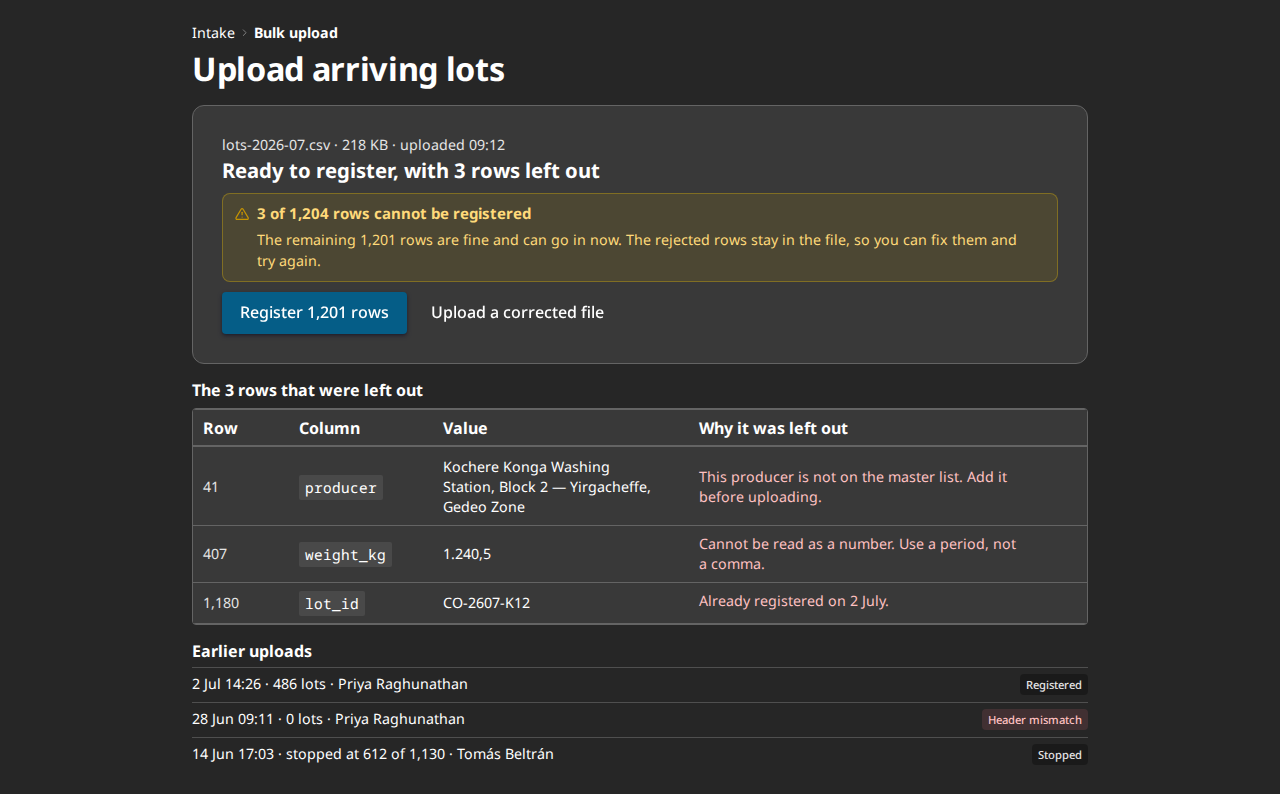 Intake › Bulk upload
Upload arriving lots
lots-2026-07.csv · 218 KB · uploaded 09:12
Ready to register, with 3 rows left out
3 of 1,204 rows cannot be registered
The remaining 1,201 rows are fine and can go in now. The rejected rows stay in the file, so you can fix them and
try again.
Register 1,201 rows Upload a corrected file
The 3 rows that were left out
Row Column Value Why it was left out
41 producer Kochere Konga Washing
Station, Block 2 — Yirgacheffe,
Gedeo Zone
This producer is not on the master list. Add it
before uploading.
407 weight_kg 1.240,5 Cannot be read as a number. Use a period, not
a comma.
1,180 lot_id CO-2607-K12 Already registered on 2 July.
Earlier uploads
2 Jul 14:26 · 486 lots · Priya Raghunathan Registered
28 Jun 09:11 · 0 lots · Priya Raghunathan Header mismatch
14 Jun 17:03 · stopped at 612 of 1,130 · Tomás Beltrán Stopped